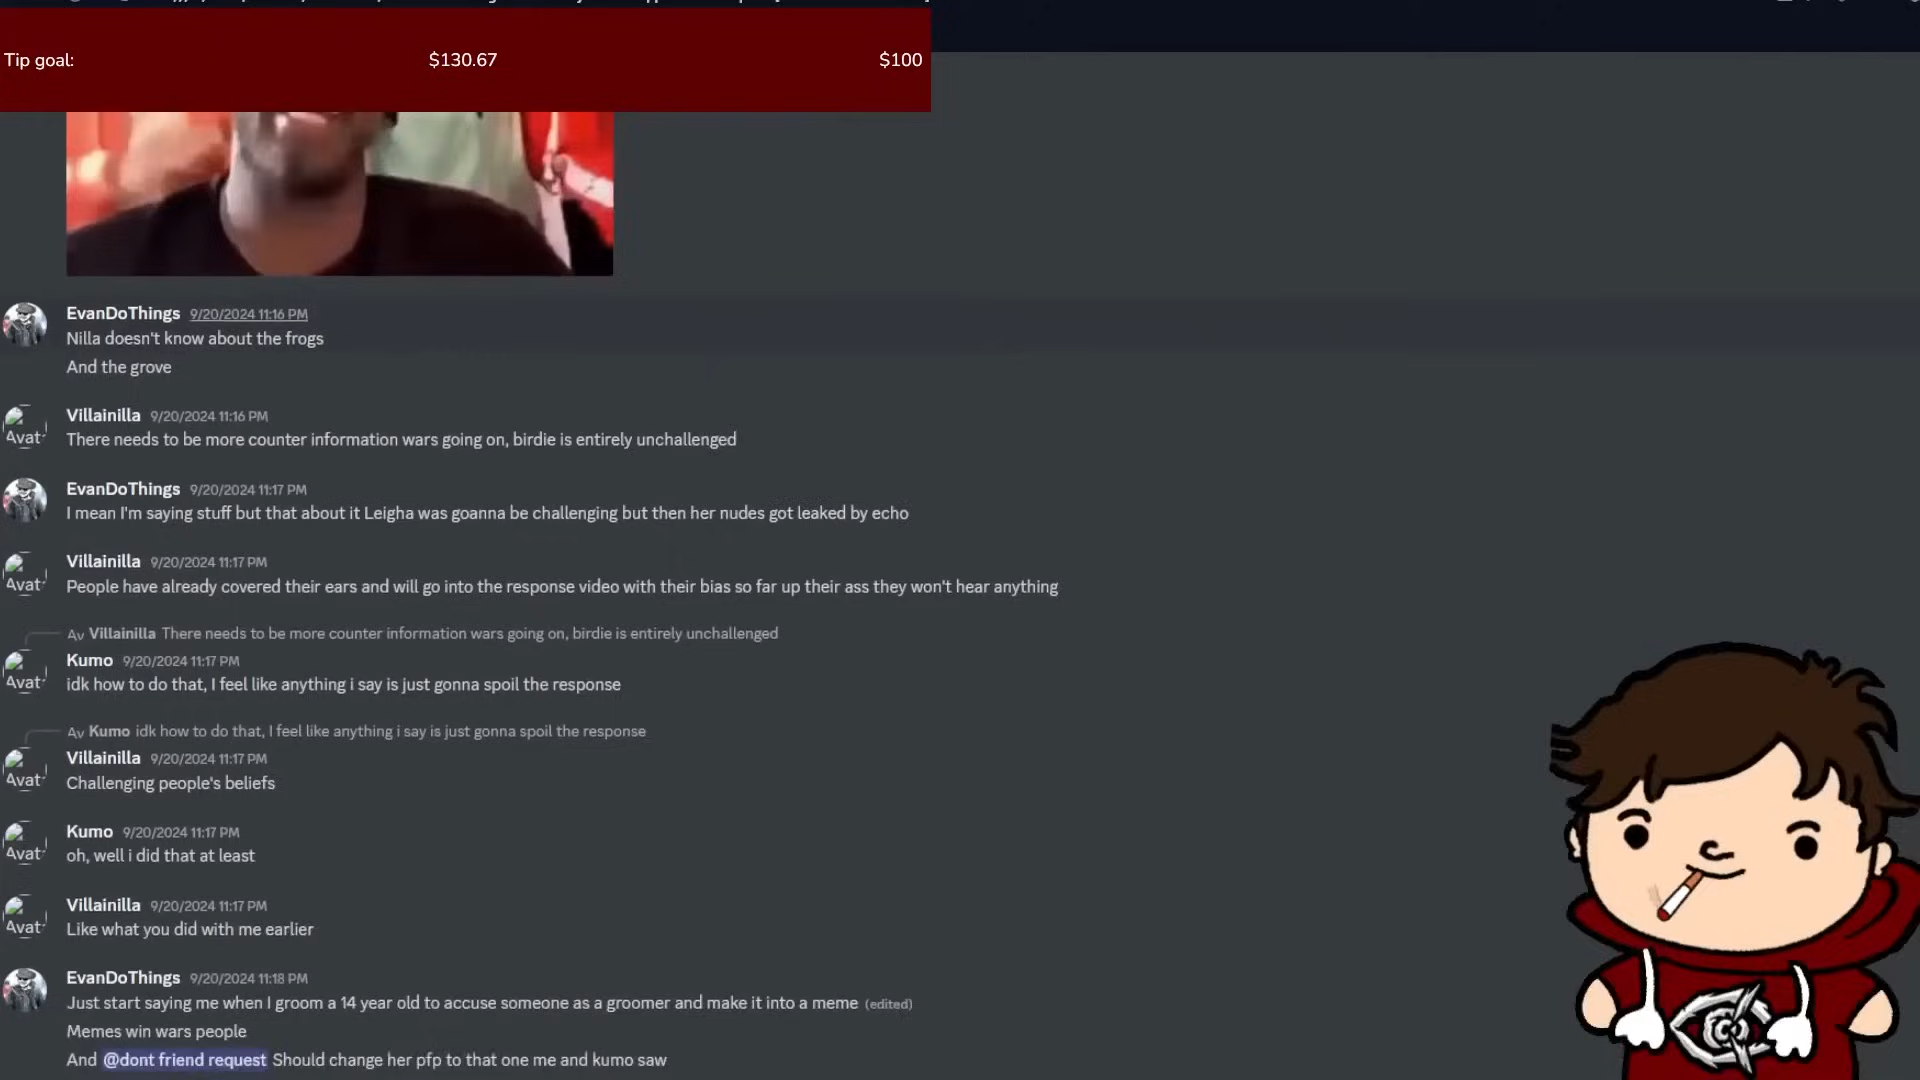 Tip goal: $130.67 $100
EvanDoThings 9/20/2024 11:16 PM
Nilla doesn't know about the frogs
And the grove
Villainilla 9/20/2024 11:16 PM
There needs to be more counter information wars going on, birdie is entirely unchallenged
EvanDoThings 9/20/2024 11:17 PM
I mean I'm saying stuff but that about it Leigha was goanna be challenging but then her nudes got leaked by echo
Villainilla 9/20/2024 11:17 PM
People have already covered their ears and will go into the response video with their bias so far up their ass they won't hear anything
Av Villainilla There needs to be more counter information wars going on, birdie is entirely unchallenged
Kumo 9/20/2024 11:17 PM
idk how to do that, I feel like anything i say is just gonna spoil the response
Av Kumo idk how to do that, I feel like anything i say is just gonna spoil the response
Villainilla 9/20/2024 11:17 PM
Challenging people's beliefs
Kumo 9/20/2024 11:17 PM
oh, well i did that at least
Villainilla 9/20/2024 11:17 PM
Like what you did with me earlier
EvanDoThings 9/20/2024 11:18 PM
Just start saying me when I groom a 14 year old to accuse someone as a groomer and make it into a meme (edited)
Memes win wars people
And @dont friend request Should change her pfp to that one me and kumo saw